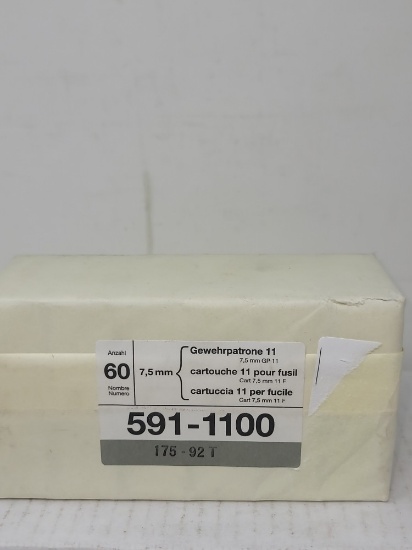 Anzahl
60
Nombre
Numero
7,5 mm
Gewehrpatrone 11
7,5 mm GP 11
cartouche 11 pour fusil
Cart 7,5 mm 11 F
cartuccia 11 per fucile
Cart 7,5 mm 11 F
591-1100
175 - 92 T